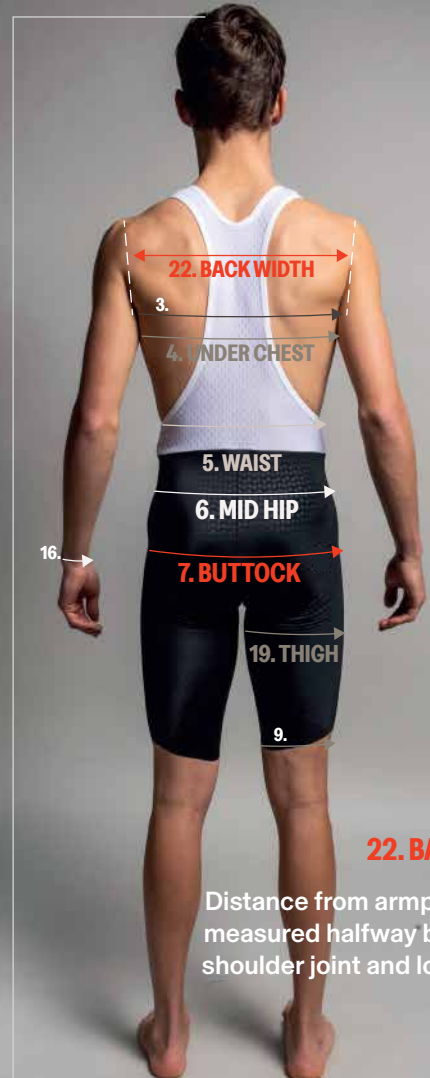 22. BACK WIDTH
3.
4. UNDER CHEST
5. WAIST
6. MID HIP
16.
7. BUTTOCK
19. THIGH
9.
22. BA
Distance from armp
measured halfway b
shoulder joint and lo